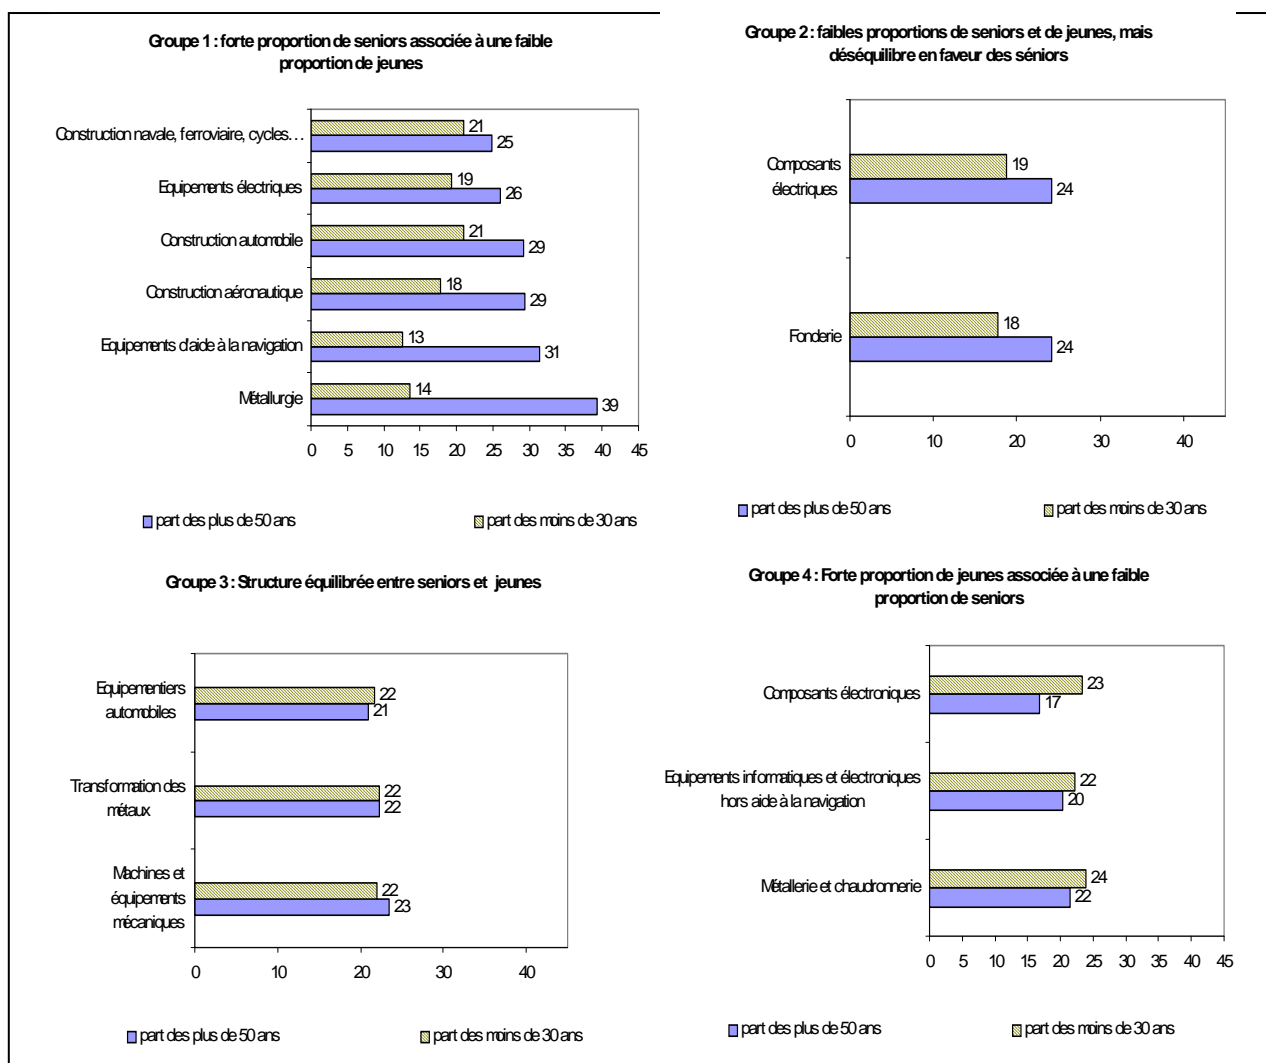 Groupe 1 : forte proportion de seniors associée à une faible
proportion de jeunes
Construction navale, ferroviaire, cycles…
21
25
Equipements électriques
19
26
Construction automobile
21
29
Construction aéronautique
18
29
Equipements d'aide à la navigation
13
31
Métallurgie
14
39
0 5 10 15 20 25 30 35 40 45
part des plus de 50 ans part des moins de 30 ans
Groupe 2 : faibles proportions de seniors et de jeunes, mais
déséquilibre en faveur des séniors
Composants
électriques
19
24
Fonderie
18
24
0 10 20 30 40
part des plus de 50 ans part des moins de 30 ans
Groupe 3 : Structure équilibrée entre seniors et jeunes
Equipementiers
automobiles
22
21
Transformation des
métaux
22
22
Machines et
équipements
mécaniques
22
23
0 10 20 30 40
part des plus de 50 ans part des moins de 30 ans
Groupe 4 : Forte proportion de jeunes associée à une faible
proportion de seniors
Composants électroniques
23
17
Equipements informatiques et électroniques
hors aide à la navigation
22
20
Métallerie et chaudronnerie
24
22
0 5 10 15 20 25 30 35 40 45
part des plus de 50 ans part des moins de 30 ans